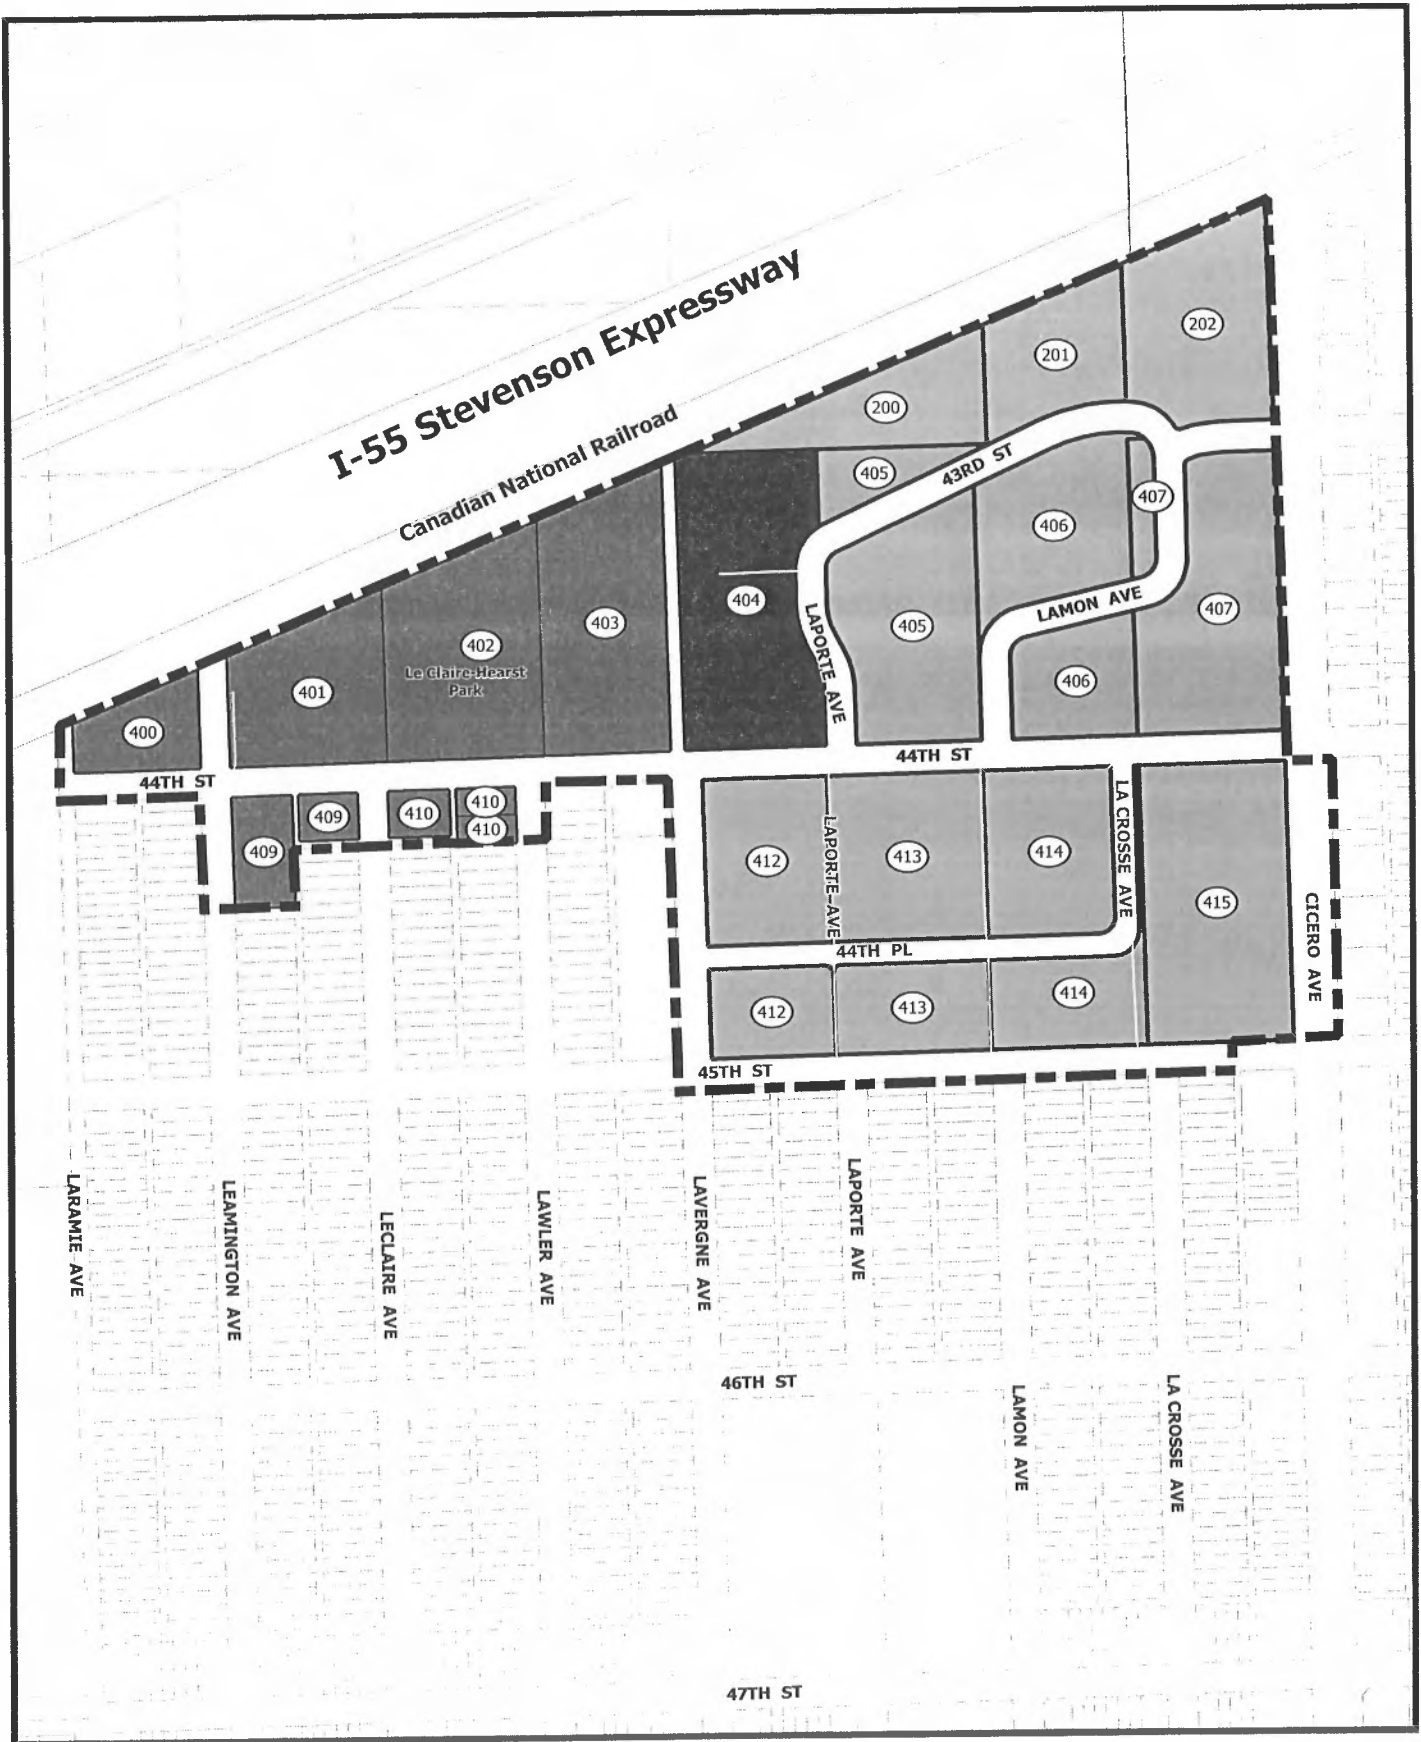 I-55 Stevenson Expressway
Canadian National Railroad
202
201
200
405
43RD ST
407
406
404
403
402
Le Claire-Hearst
Park
401
400
LAPORTE AVE
405
LAMON AVE
407
406
44TH ST
44TH ST
409
409
410
410
410
412
LAPORTE AVE
413
414
LA CROSSE AVE
415
CICERO AVE
44TH PL
412
413
414
45TH ST
LARAMIE AVE
LEAMINGTON AVE
LECLAIRE AVE
LAWLER AVE
LAVERGNE AVE
LAPORTE AVE
46TH ST
LAMON AVE
LA CROSSE AVE
47TH ST